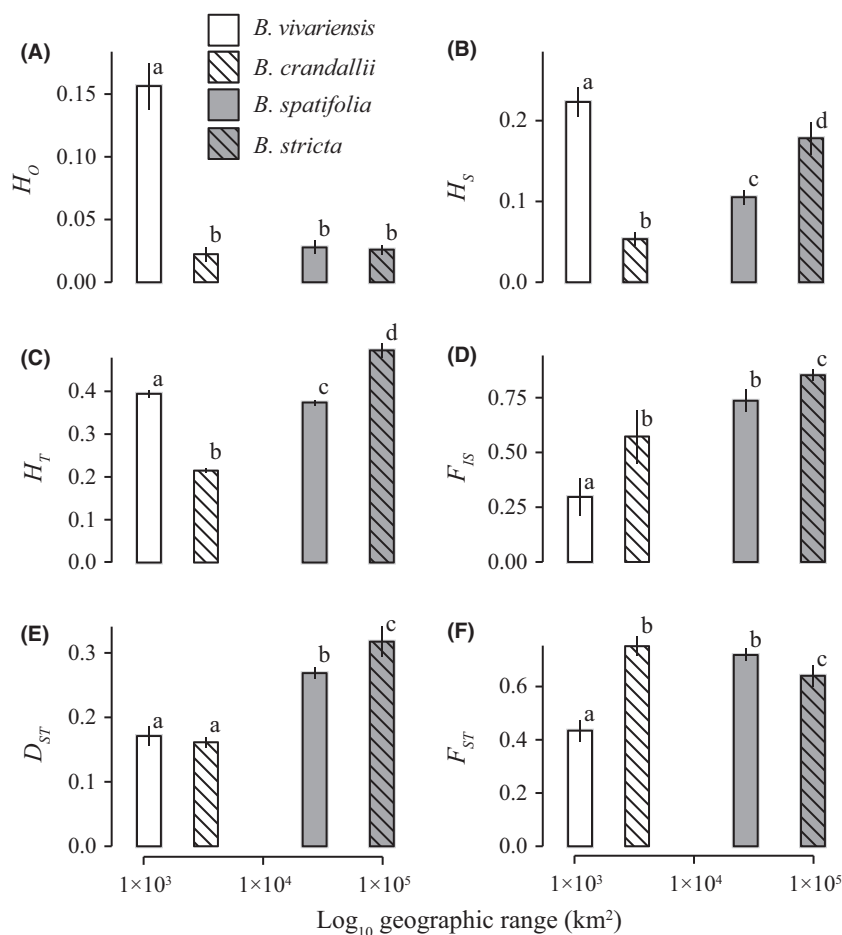 B. vivariensis
B. crandallii
B. spatifolia
B. stricta
(A)
H_O
0.15
0.10
0.05
0.00
a
b
b
b
(B)
H_S
0.2
0.1
0.0
a
b
c
d
(C)
H_T
0.4
0.3
0.2
0.1
0.0
a
b
c
d
(D)
F_IS
0.75
0.50
0.25
0.00
a
b
b
c
(E)
D_ST
0.3
0.2
0.1
0.0
a
a
b
c
(F)
F_ST
0.6
0.4
0.2
0.0
a
b
b
c
1×10³ 1×10⁴ 1×10⁵
1×10³ 1×10⁴ 1×10⁵
Log₁₀ geographic range (km²)